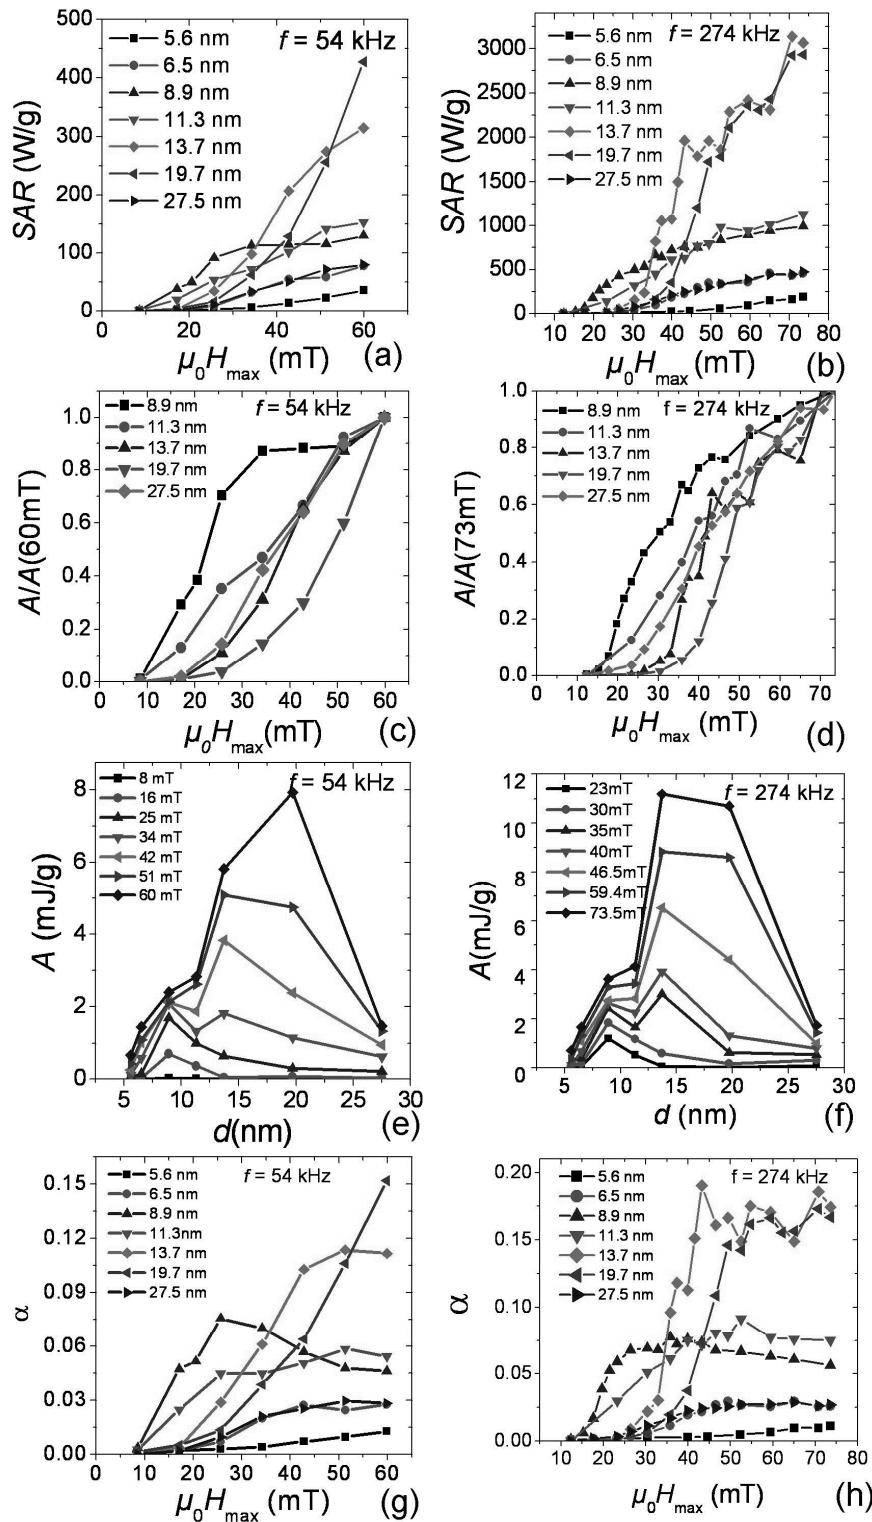 500
400
300
200
100
0
SAR (W/g)
f = 54 kHz
5.6 nm
6.5 nm
8.9 nm
11.3 nm
13.7 nm
19.7 nm
27.5 nm
0 10 20 30 40 50 60 70
μ0Hmax (mT)
(a)
3000
2500
2000
1500
1000
500
0
SAR (W/g)
f = 274 kHz
5.6 nm
6.5 nm
8.9 nm
11.3 nm
13.7 nm
19.7 nm
27.5 nm
10 20 30 40 50 60 70 80
μ0Hmax (mT)
(b)
1.0
0.8
0.6
0.4
0.2
0.0
A/A(60mT)
f = 54 kHz
8.9 nm
11.3 nm
13.7 nm
19.7 nm
27.5 nm
0 10 20 30 40 50 60 70
μ0Hmax (mT)
(c)
1.0
0.8
0.6
0.4
0.2
0.0
A/A(73mT)
f = 274 kHz
8.9 nm
11.3 nm
13.7 nm
19.7 nm
27.5 nm
0 10 20 30 40 50 60 70
μ0Hmax (mT)
(d)
8
6
4
2
0
A (mJ/g)
f = 54 kHz
8 mT
16 mT
25 mT
34 mT
42 mT
51 mT
60 mT
5 10 15 20 25 30
d(nm)
(e)
12
10
8
6
4
2
0
A(mJ/g)
f = 274 kHz
23mT
30mT
35mT
40mT
46.5mT
59.4mT
73.5mT
0 5 10 15 20 25 30
d (nm)
(f)
0.15
0.12
0.09
0.06
0.03
0.00
α
f = 54 kHz
5.6 nm
6.5 nm
8.9 nm
11.3nm
13.7 nm
19.7 nm
27.5 nm
0 10 20 30 40 50 60
μ0Hmax (mT)
(g)
0.20
0.15
0.10
0.05
0.00
α
f = 274 kHz
5.6 nm
6.5 nm
8.9 nm
11.3 nm
13.7 nm
19.7 nm
27.5 nm
10 20 30 40 50 60 70 80
μ0Hmax (mT)
(h)